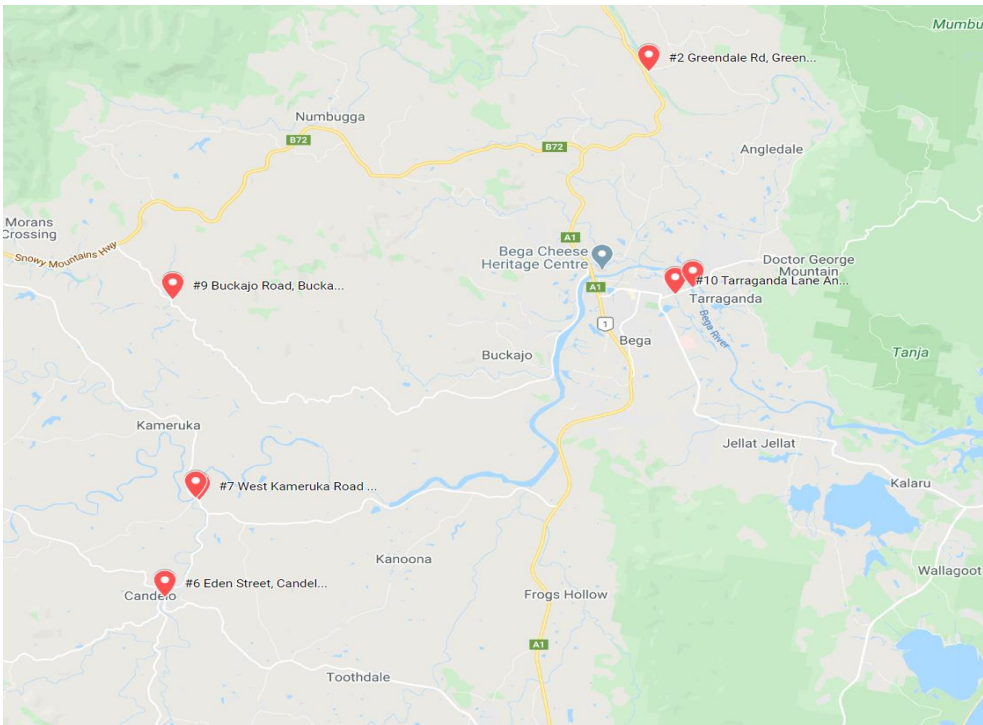 Mumbu
#2 Greendale Rd, Green...
Numbugga
B72
B72
Angledale
Morans
Crossing
A1
Snowy Mountains Hwy
Bega Cheese
Heritage Centre
Doctor George
Mountain
#9 Buckajo Road, Bucka...
A1
#10 Tarraganda Lane An...
Tarraganda
1
Bega River
Bega
Buckajo
Tanja
Kameruka
Jellat Jellat
#7 West Kameruka Road ...
Kalaru
Kanoona
Wallagoot
#6 Eden Street, Candel...
Candelo
Frogs Hollow
A1
Toothdale